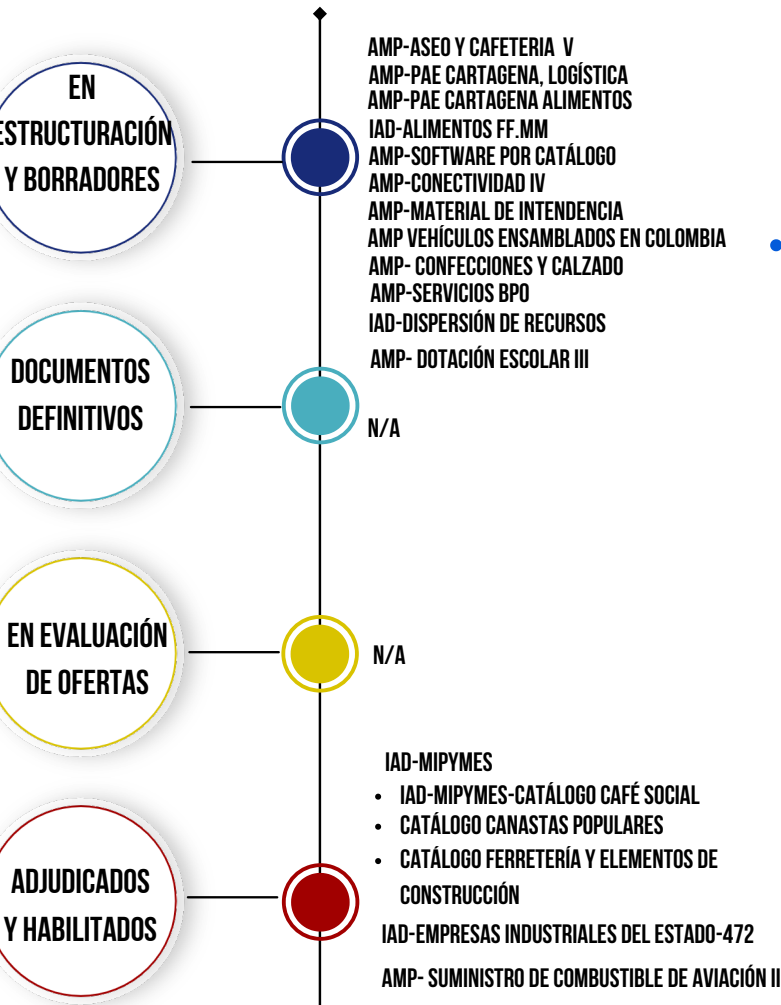 EN
ESTRUCTURACIÓN
Y BORRADORES
AMP-ASEO Y CAFETERIA V
AMP-PAE CARTAGENA, LOGÍSTICA
AMP-PAE CARTAGENA ALIMENTOS
IAD-ALIMENTOS FF.MM
AMP-SOFTWARE POR CATÁLOGO
AMP-CONECTIVIDAD IV
AMP-MATERIAL DE INTENDENCIA
AMP VEHÍCULOS ENSAMBLADOS EN COLOMBIA
AMP- CONFECCIONES Y CALZADO
AMP-SERVICIOS BPO
IAD-DISPERSIÓN DE RECURSOS
AMP- DOTACIÓN ESCOLAR III
DOCUMENTOS
DEFINITIVOS
N/A
EN EVALUACIÓN
DE OFERTAS
N/A
ADJUDICADOS
Y HABILITADOS
IAD-MIPYMES
• IAD-MIPYMES-CATÁLOGO CAFÉ SOCIAL
• CATÁLOGO CANASTAS POPULARES
• CATÁLOGO FERRETERÍA Y ELEMENTOS DE
CONSTRUCCIÓN
IAD-EMPRESAS INDUSTRIALES DEL ESTADO-472
AMP- SUMINISTRO DE COMBUSTIBLE DE AVIACIÓN II